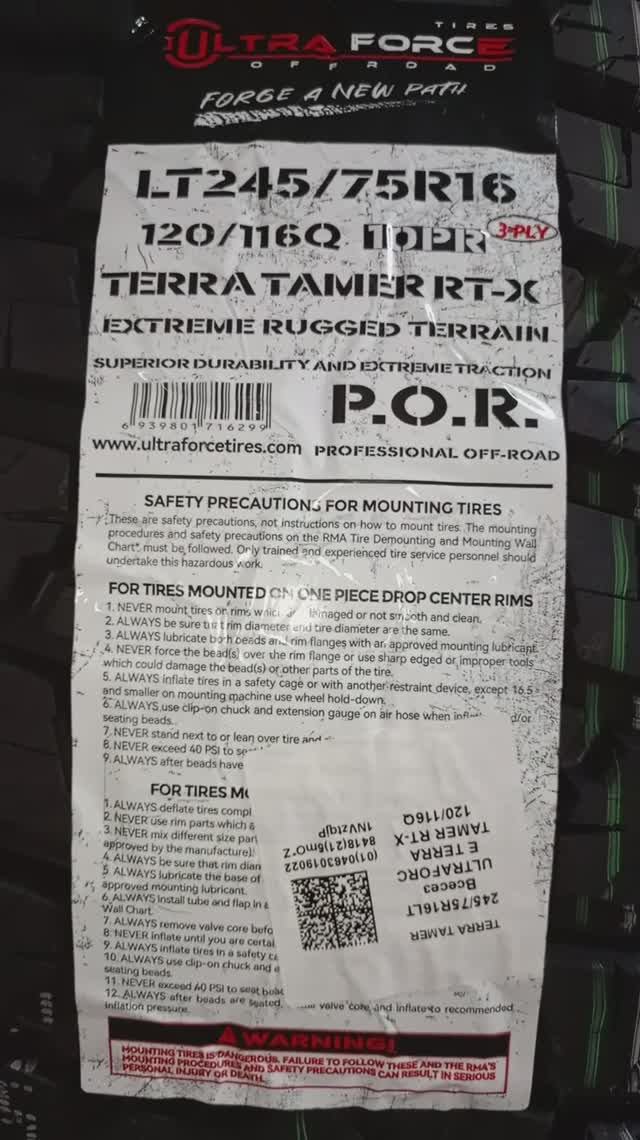 TIRES
ULTRA FORCE
OFFROAD
FORGE A NEW PATH
LT245/75R16
120/116Q 10PR 3-PLY
TERRA TAMER RT-X
EXTREME RUGGED TERRAIN
SUPERIOR DURABILITY AND EXTREME TRACTION
6 939801 716299
P.O.R.
www.ultraforcetires.com PROFESSIONAL OFF-ROAD
SAFETY PRECAUTIONS FOR MOUNTING TIRES
These are safety precautions, not instructions on how to mount tires. The mounting
procedures and safety precautions on the RMA Tire Demounting and Mounting Wall
Chart* must be followed. Only trained and experienced tire service personnel should
undertake this hazardous work.
FOR TIRES MOUNTED ON ONE PIECE DROP CENTER RIMS
1. NEVER mount tires on rims which damaged or not smooth and clean.
2. ALWAYS be sure that rim diameter and tire diameter are the same.
3. ALWAYS lubricate both beads and rim flanges with an approved mounting lubricant.
4. NEVER force the bead(s) over the rim flange or use sharp edged or improper tools
which could damage the bead(s) or other parts of the tire.
5. ALWAYS inflate tires in a safety cage or with another restraint device, except 16.5
and smaller on mounting machine use wheel hold-down.
6. ALWAYS use clip-on chuck and extension gauge on air hose when
seating beads.
7. NEVER stand next to or lean over tire and
8. NEVER exceed 40 PSI to
9. ALWAYS after beads have
FOR TIRES
1. ALWAYS deflate tires
2. NEVER use rim parts which
3. NEVER mix different size
approved by the manufacture).
4. ALWAYS be sure that rim
5. ALWAYS lubricate the base of
approved mounting lubricant.
6. ALWAYS install tube and flap in
Wall Chart.
7. ALWAYS remove valve core
8. NEVER inflate until you are
9. ALWAYS inflate tires in a safety
10. ALWAYS use clip-on chuck and
seating beads.
11. NEVER exceed 40 PSI to seat
12. ALWAYS after beads are seated, valve core and inflate to recommended
inflation pressure.
TERRA TAMER
245/75R16LT
Всесез
ULTRAFORC
E TERRA
TAMER RT-X
120/116Q
(01)0463019022
8418(21)5mO"Z
1NVztqJp
WARNING!
MOUNTING TIRES IS DANGEROUS. FAILURE TO FOLLOW THESE AND THE RMA'S
MOUNTING PROCEDURES AND SAFETY PRECAUTIONS CAN RESULT IN SERIOUS
PERSONAL INJURY OR DEATH.